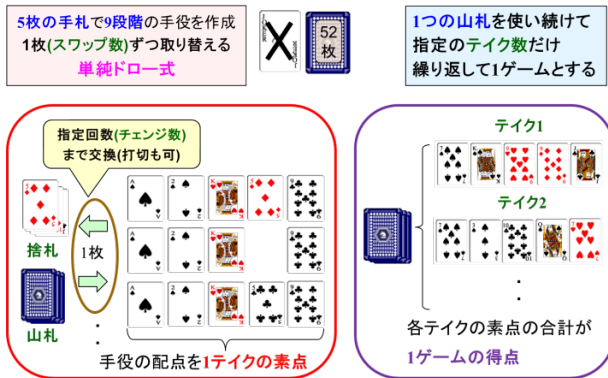 5枚の手札で9段階の手役を作成
1枚(スワップ数)ずつ取り替える
単純ドロー式
52
枚
1つの山札を使い続けて
指定のテイク数だけ
繰り返して1ゲームとする
指定回数(チェンジ数)
まで交換(打切も可)
捨札
1枚
山札
手役の配点を1テイクの素点
テイク1
テイク2
各テイクの素点の合計が
1ゲームの得点